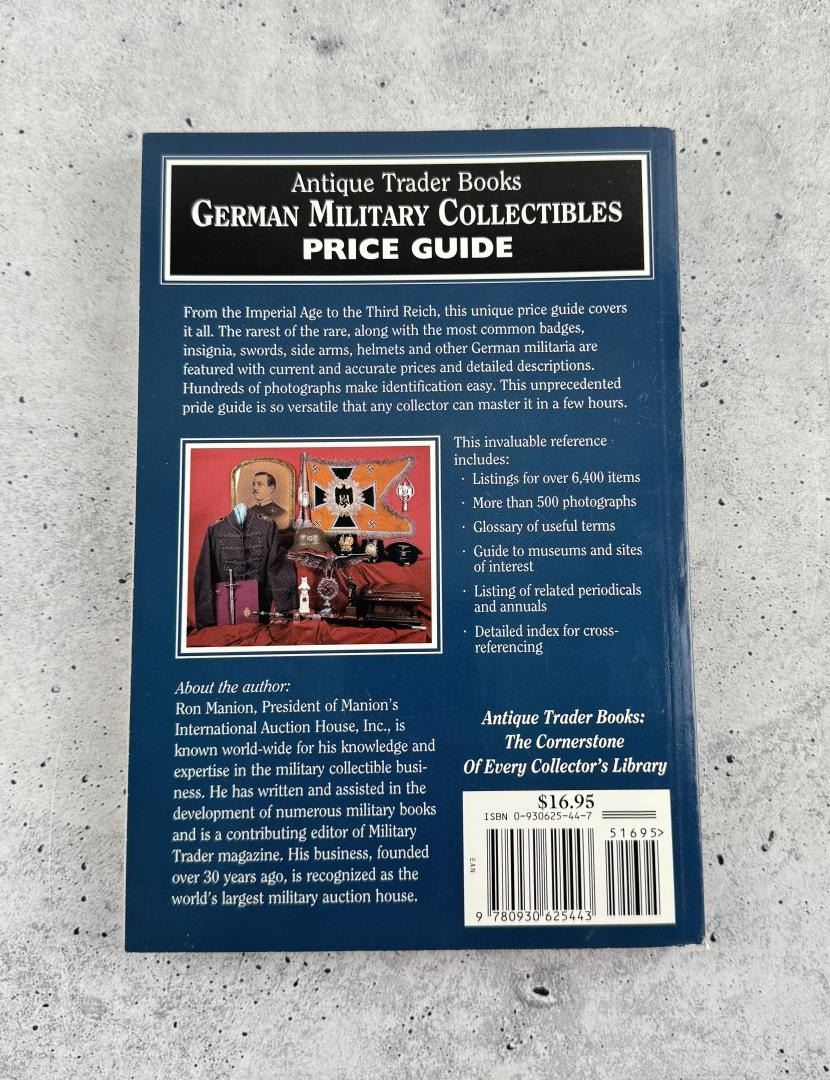 Antique Trader Books
GERMAN MILITARY COLLECTIBLES
PRICE GUIDE
From the Imperial Age to the Third Reich, this unique price guide covers
it all. The rarest of the rare, along with the most common badges,
insignia, swords, side arms, helmets and other German militaria are
featured with current and accurate prices and detailed descriptions.
Hundreds of photographs make identification easy. This unprecedented
pride guide is so versatile that any collector can master it in a few hours.
This invaluable reference
includes:
· Listings for over 6,400 items
· More than 500 photographs
· Glossary of useful terms
· Guide to museums and sites
of interest
· Listing of related periodicals
and annuals
· Detailed index for cross-
referencing
About the author:
Ron Manion, President of Manion's
International Auction House, Inc., is
known world-wide for his knowledge and
expertise in the military collectible busi-
ness. He has written and assisted in the
development of numerous military books
and is a contributing editor of Military
Trader magazine. His business, founded
over 30 years ago, is recognized as the
world's largest military auction house.
Antique Trader Books:
The Cornerstone
Of Every Collector's Library
$16.95
ISBN 0-930625-44-7
51695>
EAN
9 780930 625443